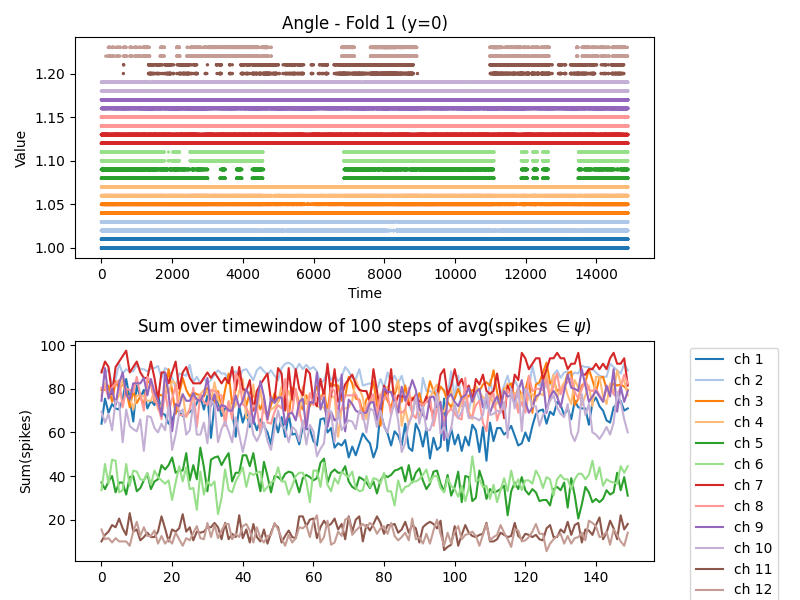 Angle - Fold 1 (y=0)
1.20
1.15
1.10
1.05
1.00
Value
0 2000 4000 6000 8000 10000 12000 14000
Time
Sum over timewindow of 100 steps of avg(spikes ∈ ψ)
100
80
60
40
20
Sum(spikes)
0 20 40 60 80 100 120 140
ch 1
ch 2
ch 3
ch 4
ch 5
ch 6
ch 7
ch 8
ch 9
ch 10
ch 11
ch 12